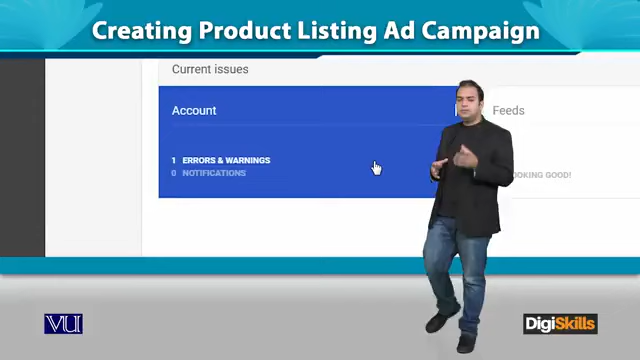 Creating Product Listing Ad Campaign
Current issues
Account
Feeds
1 ERRORS & WARNINGS
0 NOTIFICATIONS
OOKING GOOD!
VU
DigiSkills